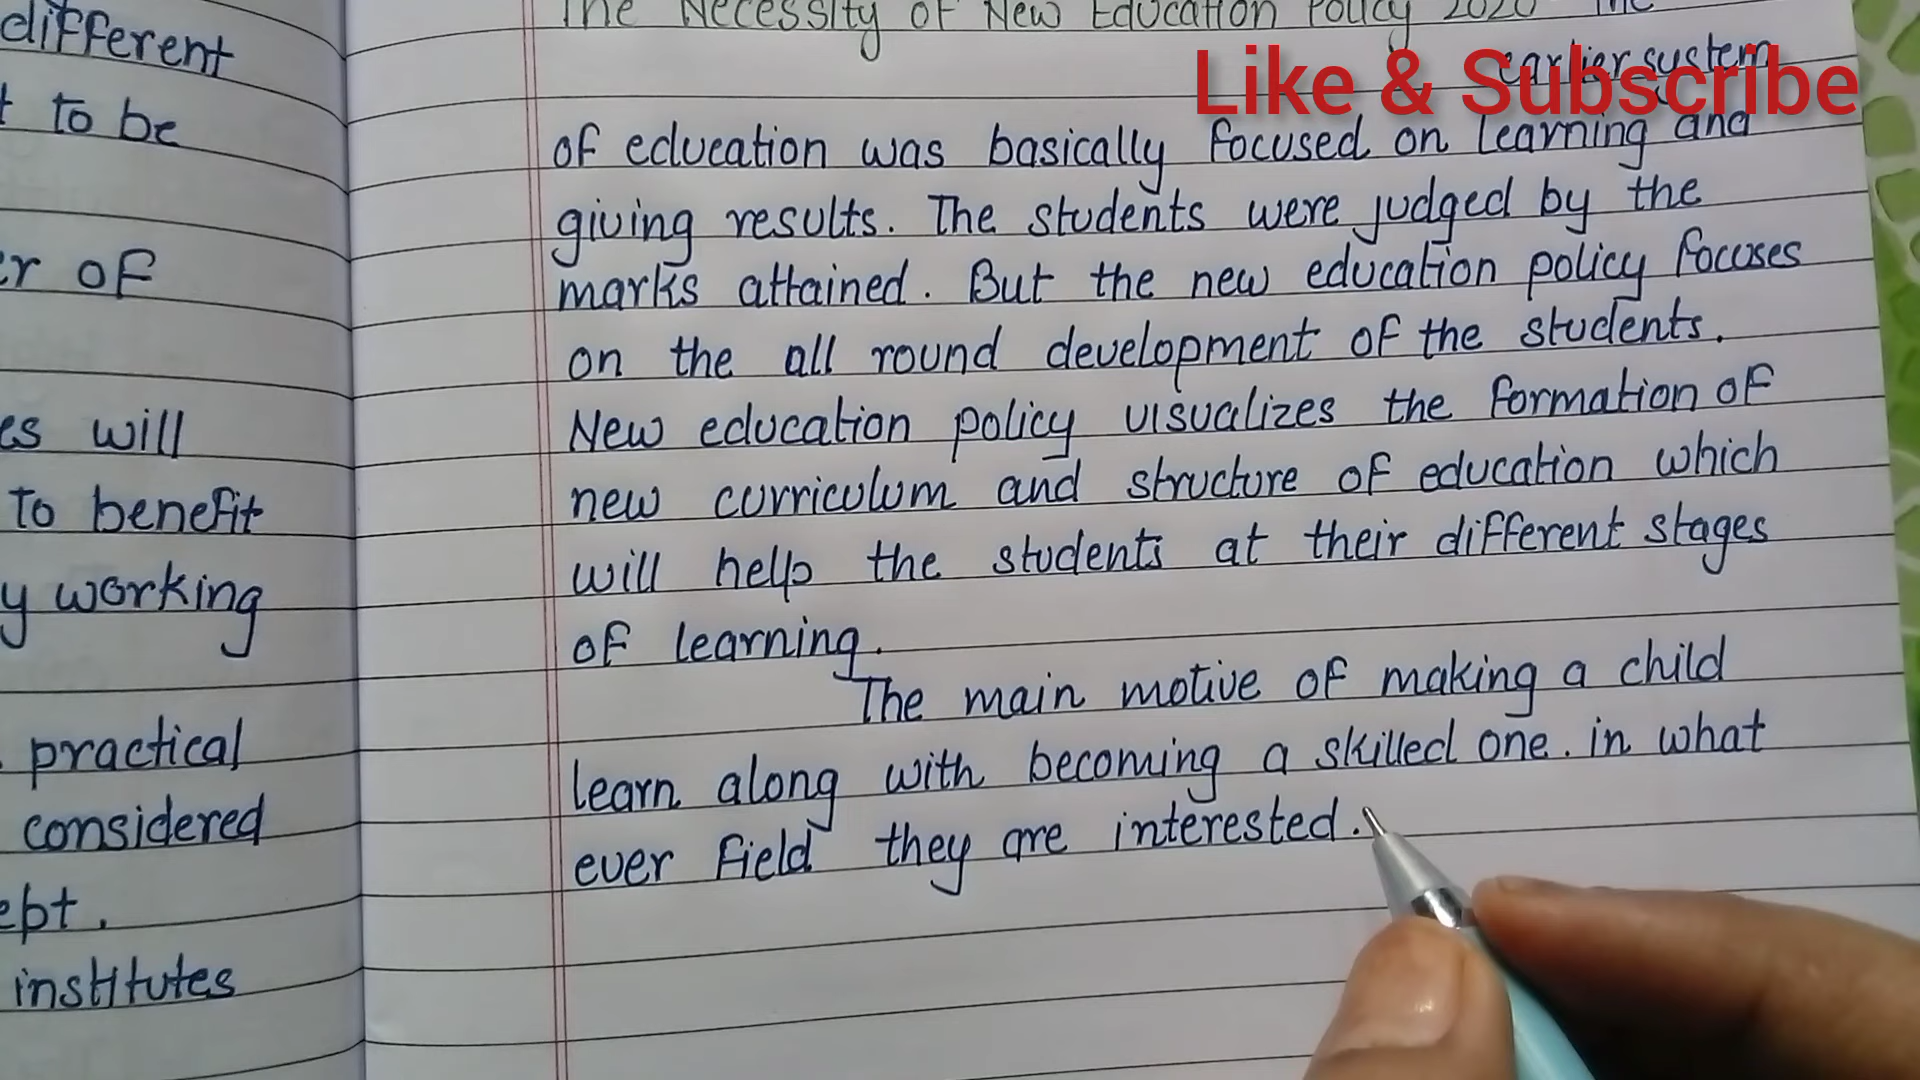 different
to be
er of
es will
to benefit
y working
practical
considered
ept.
institutes
The Necessity of New Education Policy 2020 The
earlier system
Like & Subscribe
of education was basically focused on learning and
giving results. The students were judged by the
marks attained. But the new education policy focuses
on the all round development of the students.
New education policy visualizes the formation of
new curriculum and structure of education which
will help the students at their different stages
of learning.
The main motive of making a child
learn along with becoming a skilled one. in what
ever field they are interested.